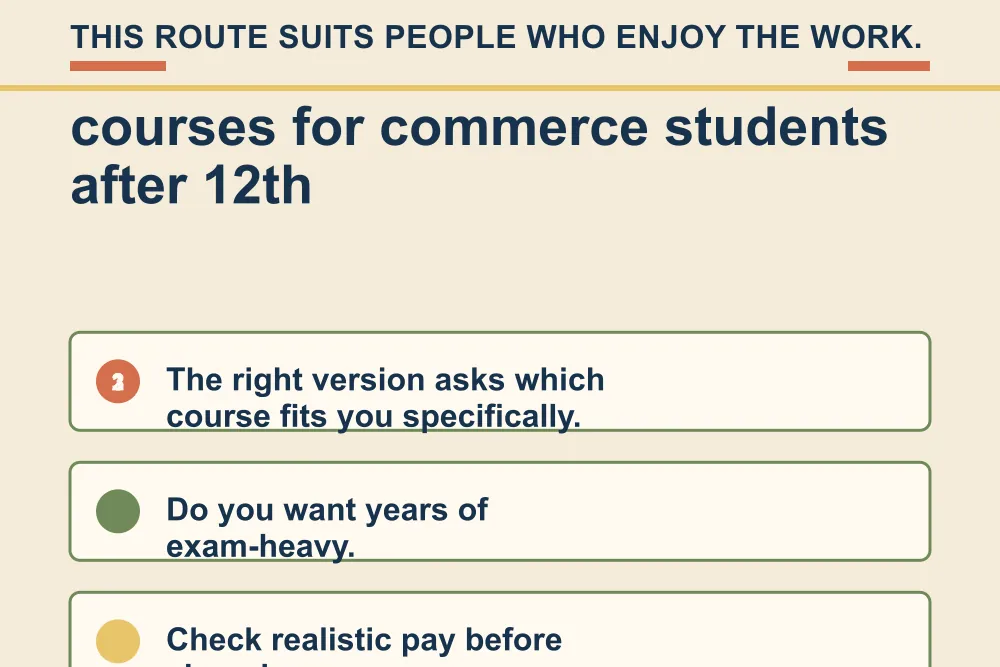 THIS ROUTE SUITS PEOPLE WHO ENJOY THE WORK.
courses for commerce students
after 12th
The right version asks which
course fits you specifically.
Do you want years of
exam-heavy.
Check realistic pay before